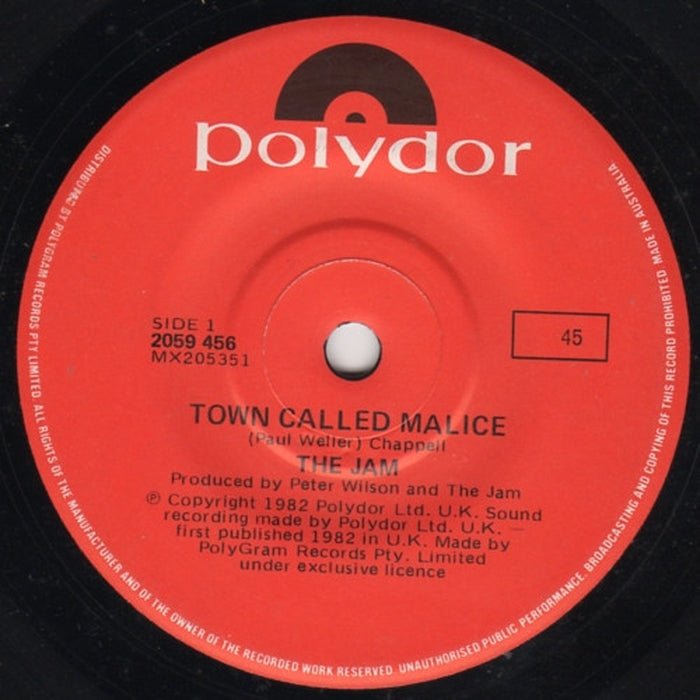 polydor
SIDE 1
2059 456
MX205351
45
TOWN CALLED MALICE
(Paul Weller) Chappell
THE JAM
Produced by Peter Wilson and The Jam
℗ Copyright 1982 Polydor Ltd. U.K. Sound
recording made by Polydor Ltd. U.K. —
first published 1982 in U.K. Made by
PolyGram Records Pty. Limited
under exclusive licence
DISTRIBUTED BY POLYGRAM RECORDS PTY LIMITED. ALL RIGHTS OF THE MANUFACTURER AND OF THE OWNER OF THE RECORDED WORK RESERVED. UNAUTHORISED PUBLIC PERFORMANCE, BROADCASTING AND COPYING OF THIS RECORD PROHIBITED. MADE IN AUSTRALIA